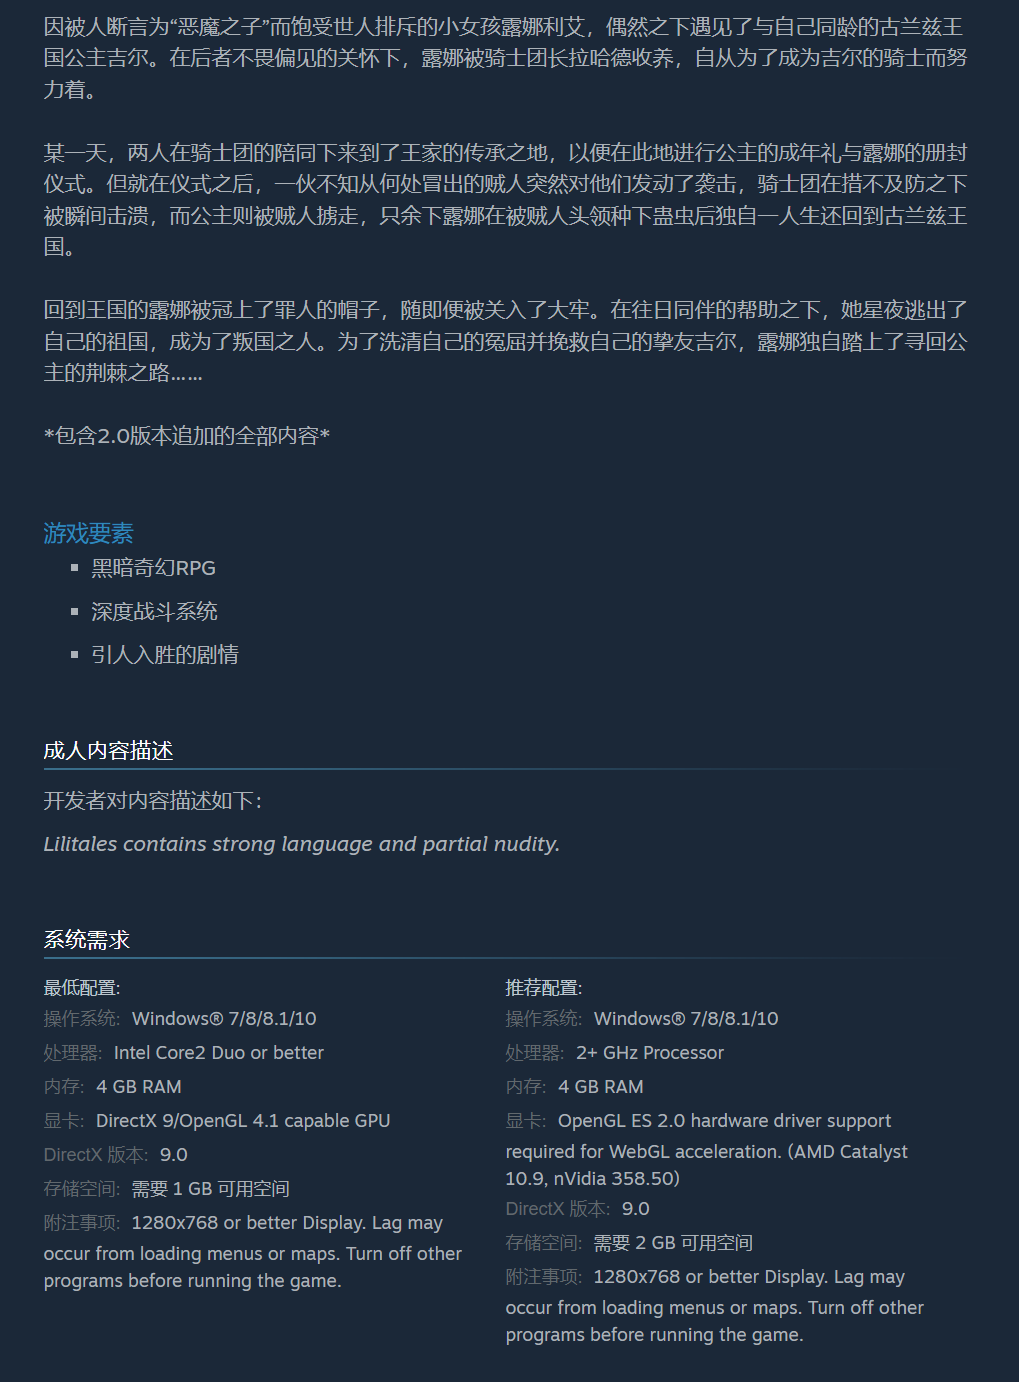 因被人断言为“恶魔之子”而饱受世人排斥的小女孩露娜利艾，偶然之下遇见了与自己同龄的古兰兹王
国公主吉尔。在后者不畏偏见的关怀下，露娜被骑士团长拉哈德收养，自从为了成为吉尔的骑士而努
力着。
某一天，两人在骑士团的陪同下来到了王家的传承之地，以便在此地进行公主的成年礼与露娜的册封
仪式。但就在仪式之后，一伙不知从何处冒出的贼人突然对他们发动了袭击，骑士团在措不及防之下
被瞬间击溃，而公主则被贼人掳走，只余下露娜在被贼人头领种下蛊虫后独自一人生还回到古兰兹王
国。
回到王国的露娜被冠上了罪人的帽子，随即便被关入了大牢。在往日同伴的帮助之下，她星夜逃出了
自己的祖国，成为了叛国之人。为了洗清自己的冤屈并挽救自己的挚友吉尔，露娜独自踏上了寻回公
主的荆棘之路……
*包含2.0版本追加的全部内容*
游戏要素
黑暗奇幻RPG
深度战斗系统
引人入胜的剧情
成人内容描述
开发者对内容描述如下：
Lilitales contains strong language and partial nudity.
系统需求
最低配置:
操作系统: Windows® 7/8/8.1/10
处理器: Intel Core2 Duo or better
内存: 4 GB RAM
显卡: DirectX 9/OpenGL 4.1 capable GPU
DirectX 版本: 9.0
存储空间: 需要 1 GB 可用空间
附注事项: 1280x768 or better Display. Lag may
occur from loading menus or maps. Turn off other
programs before running the game.
推荐配置:
操作系统: Windows® 7/8/8.1/10
处理器: 2+ GHz Processor
内存: 4 GB RAM
显卡: OpenGL ES 2.0 hardware driver support
required for WebGL acceleration. (AMD Catalyst
10.9, nVidia 358.50)
DirectX 版本: 9.0
存储空间: 需要 2 GB 可用空间
附注事项: 1280x768 or better Display. Lag may
occur from loading menus or maps. Turn off other
programs before running the game.